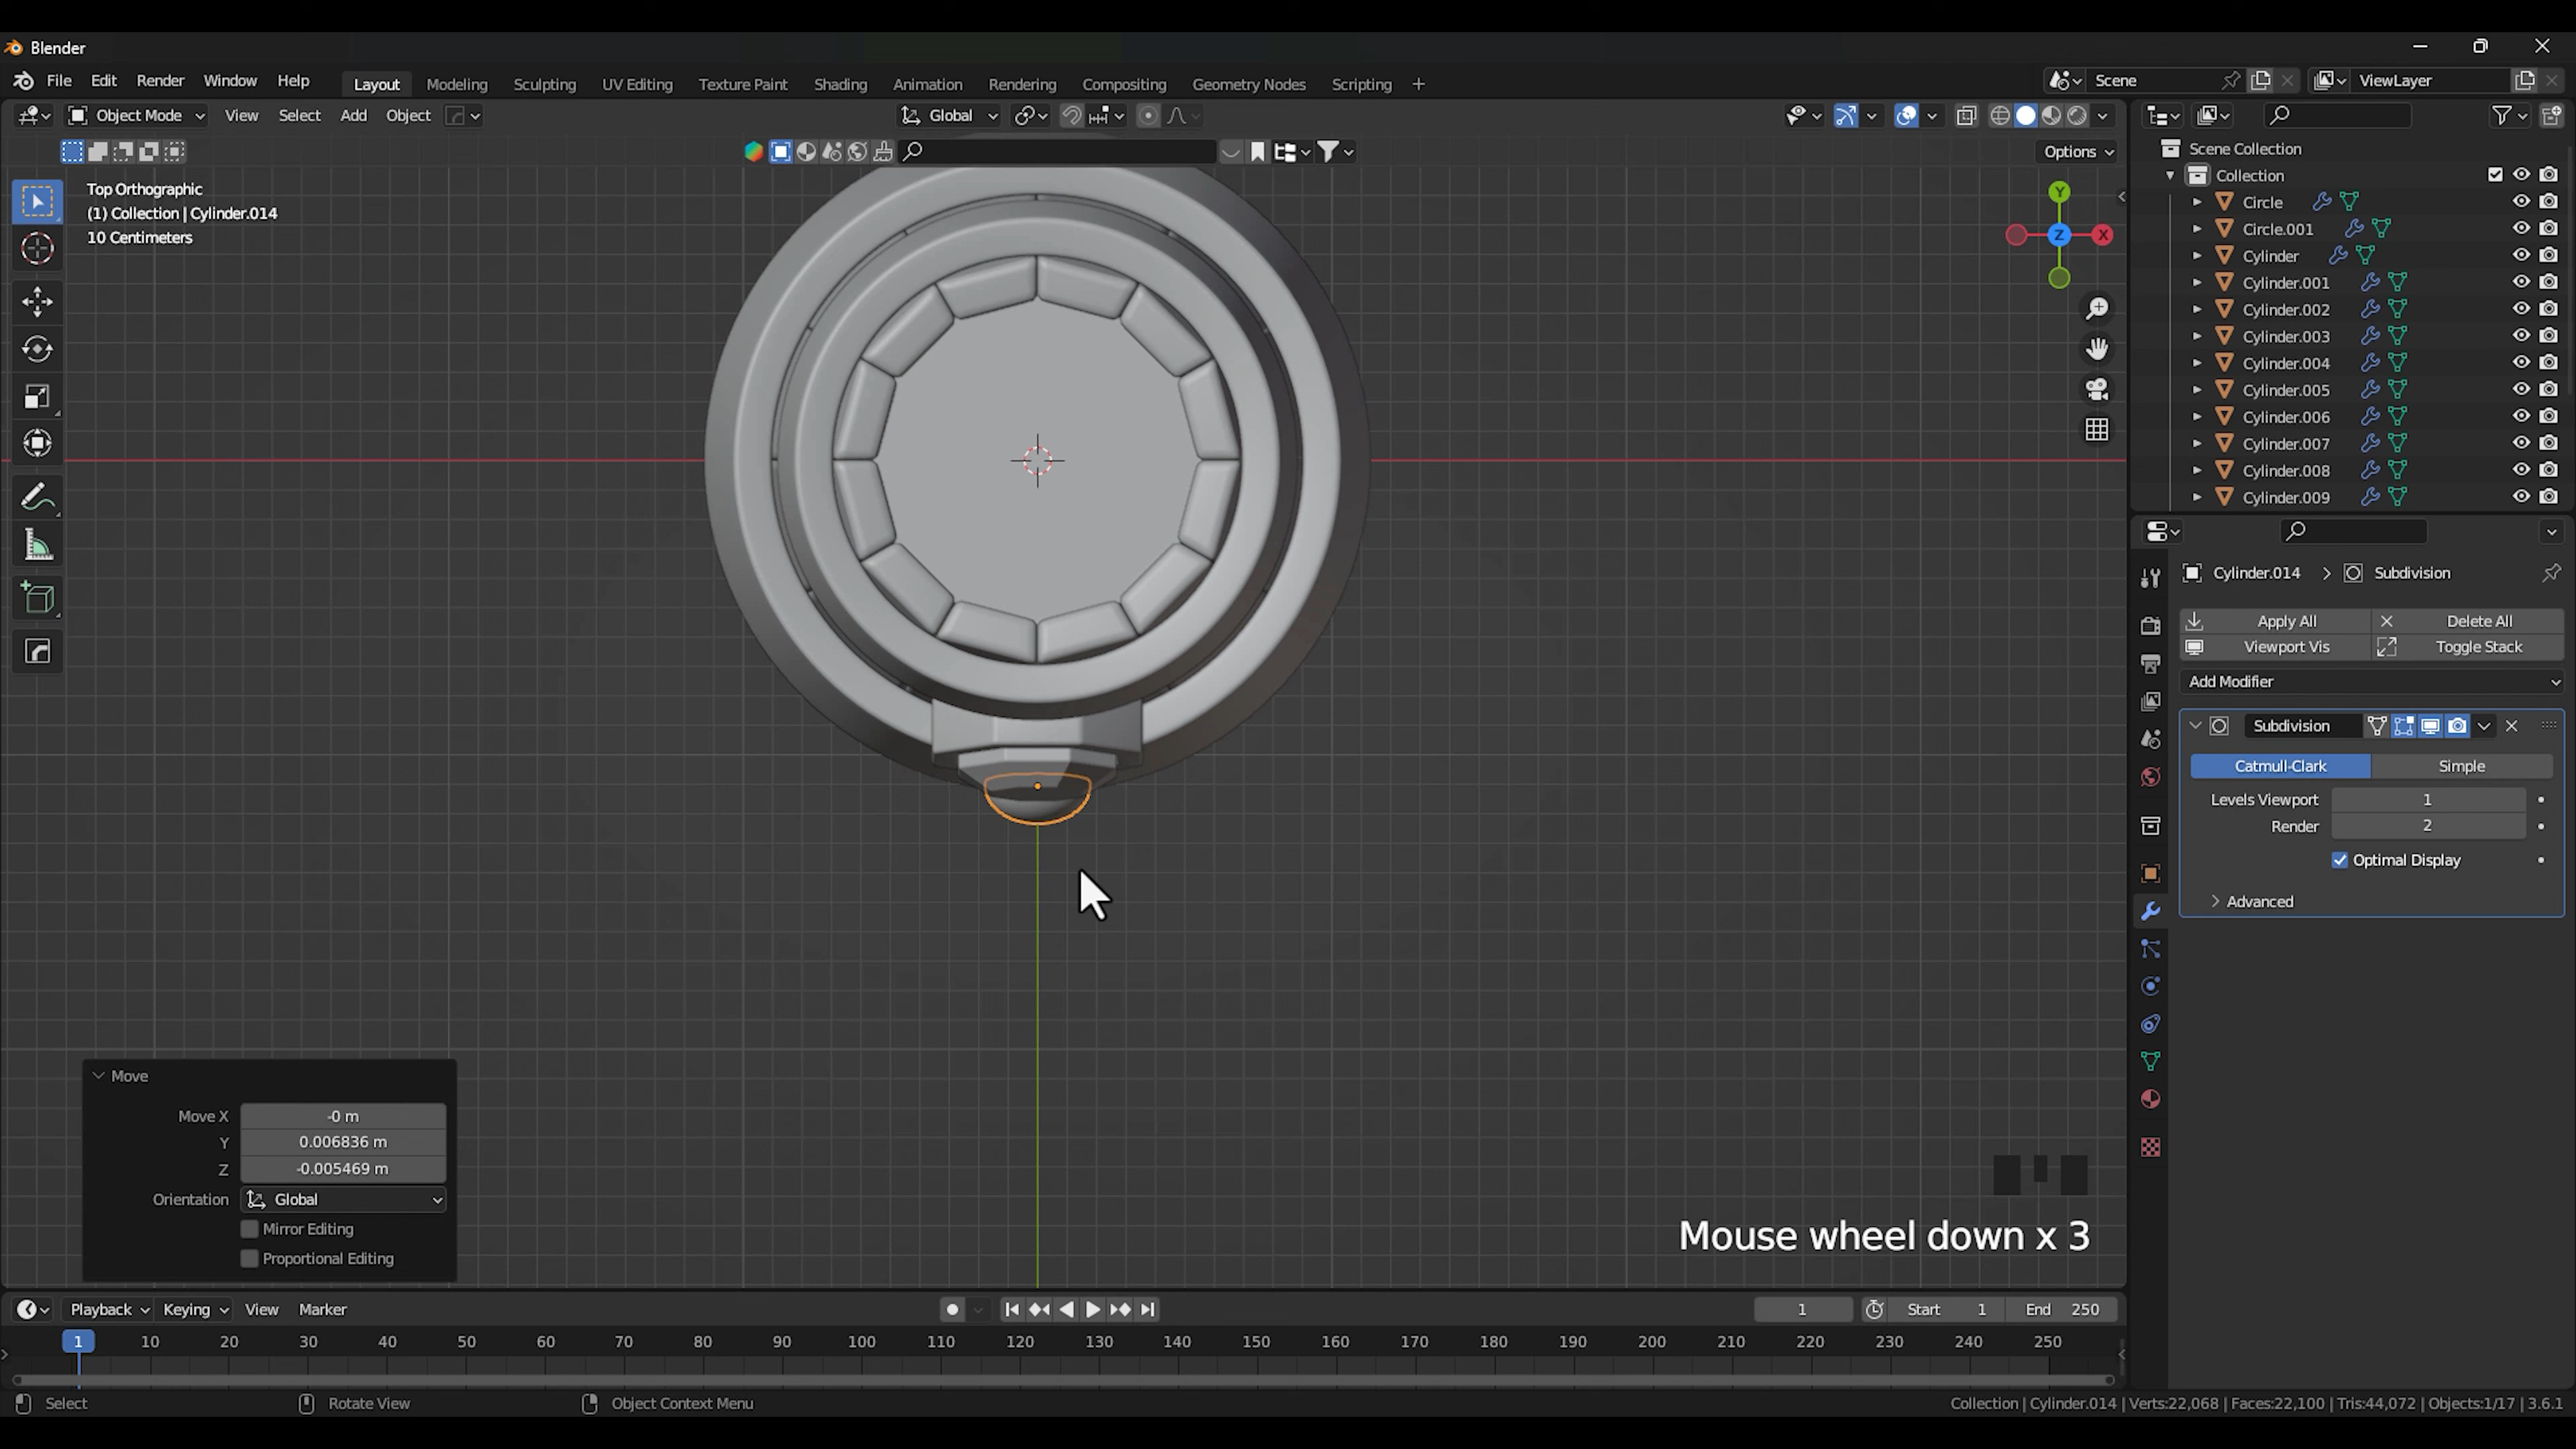 Blender
File Edit Render Window Help Layout Modeling Sculpting UV Editing Texture Paint Shading Animation Rendering Compositing Geometry Nodes Scripting + Scene ViewLayer
Object Mode View Select Add Object Global
Options
Top Orthographic
(1) Collection | Cylinder.014
10 Centimeters
Y
Z
X
Scene Collection
Collection
Circle
Circle.001
Cylinder
Cylinder.001
Cylinder.002
Cylinder.003
Cylinder.004
Cylinder.005
Cylinder.006
Cylinder.007
Cylinder.008
Cylinder.009
Cylinder.014 > Subdivision
Apply All Delete All
Viewport Vis Toggle Stack
Add Modifier
Subdivision
Catmull-Clark Simple
Levels Viewport 1
Render 2
Optimal Display
Advanced
Move
Move X -0 m
Y 0.006836 m
Z -0.005469 m
Orientation Global
Mirror Editing
Proportional Editing
Mouse wheel down x 3
Playback Keying View Marker 1 Start 1 End 250
1 10 20 30 40 50 60 70 80 90 100 110 120 130 140 150 160 170 180 190 200 210 220 230 240 250
Select Rotate View Object Context Menu Collection | Cylinder.014 | Verts:22,068 | Faces:22,100 | Tris:44,072 | Objects:1/17 | 3.6.1